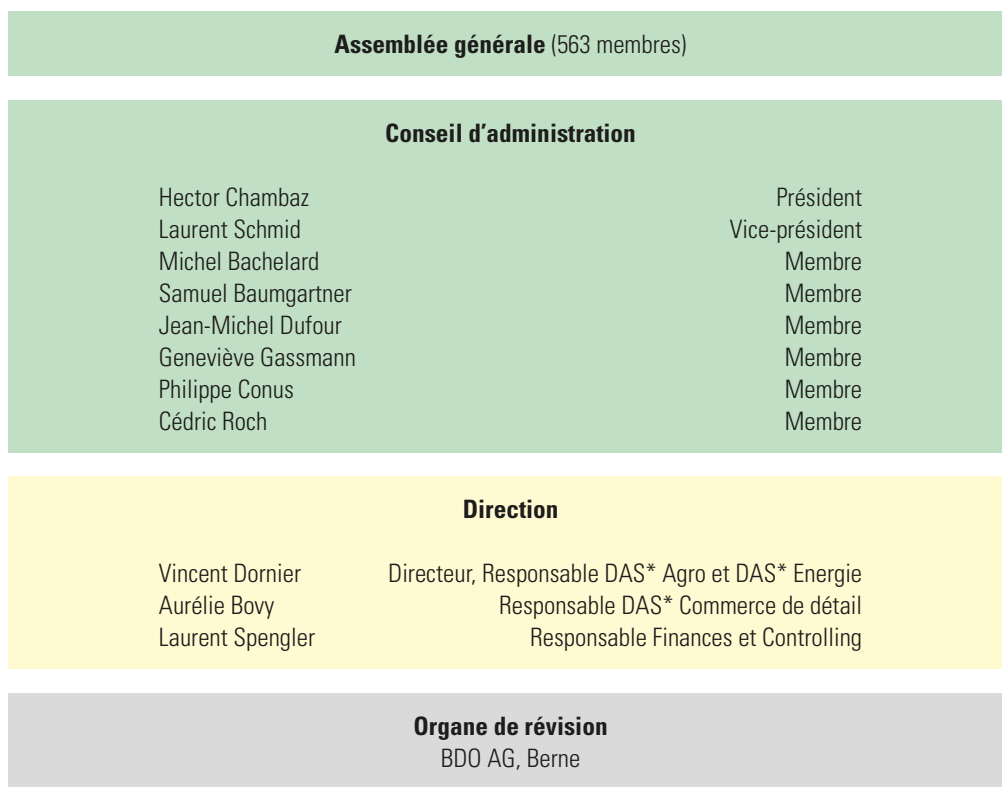 Assemblée générale (563 membres)
Conseil d’administration
Hector Chambaz Président
Laurent Schmid Vice-président
Michel Bachelard Membre
Samuel Baumgartner Membre
Jean-Michel Dufour Membre
Geneviève Gassmann Membre
Philippe Conus Membre
Cédric Roch Membre
Direction
Vincent Dornier Directeur, Responsable DAS* Agro et DAS* Energie
Aurélie Bovy Responsable DAS* Commerce de détail
Laurent Spengler Responsable Finances et Controlling
Organe de révision
BDO AG, Berne